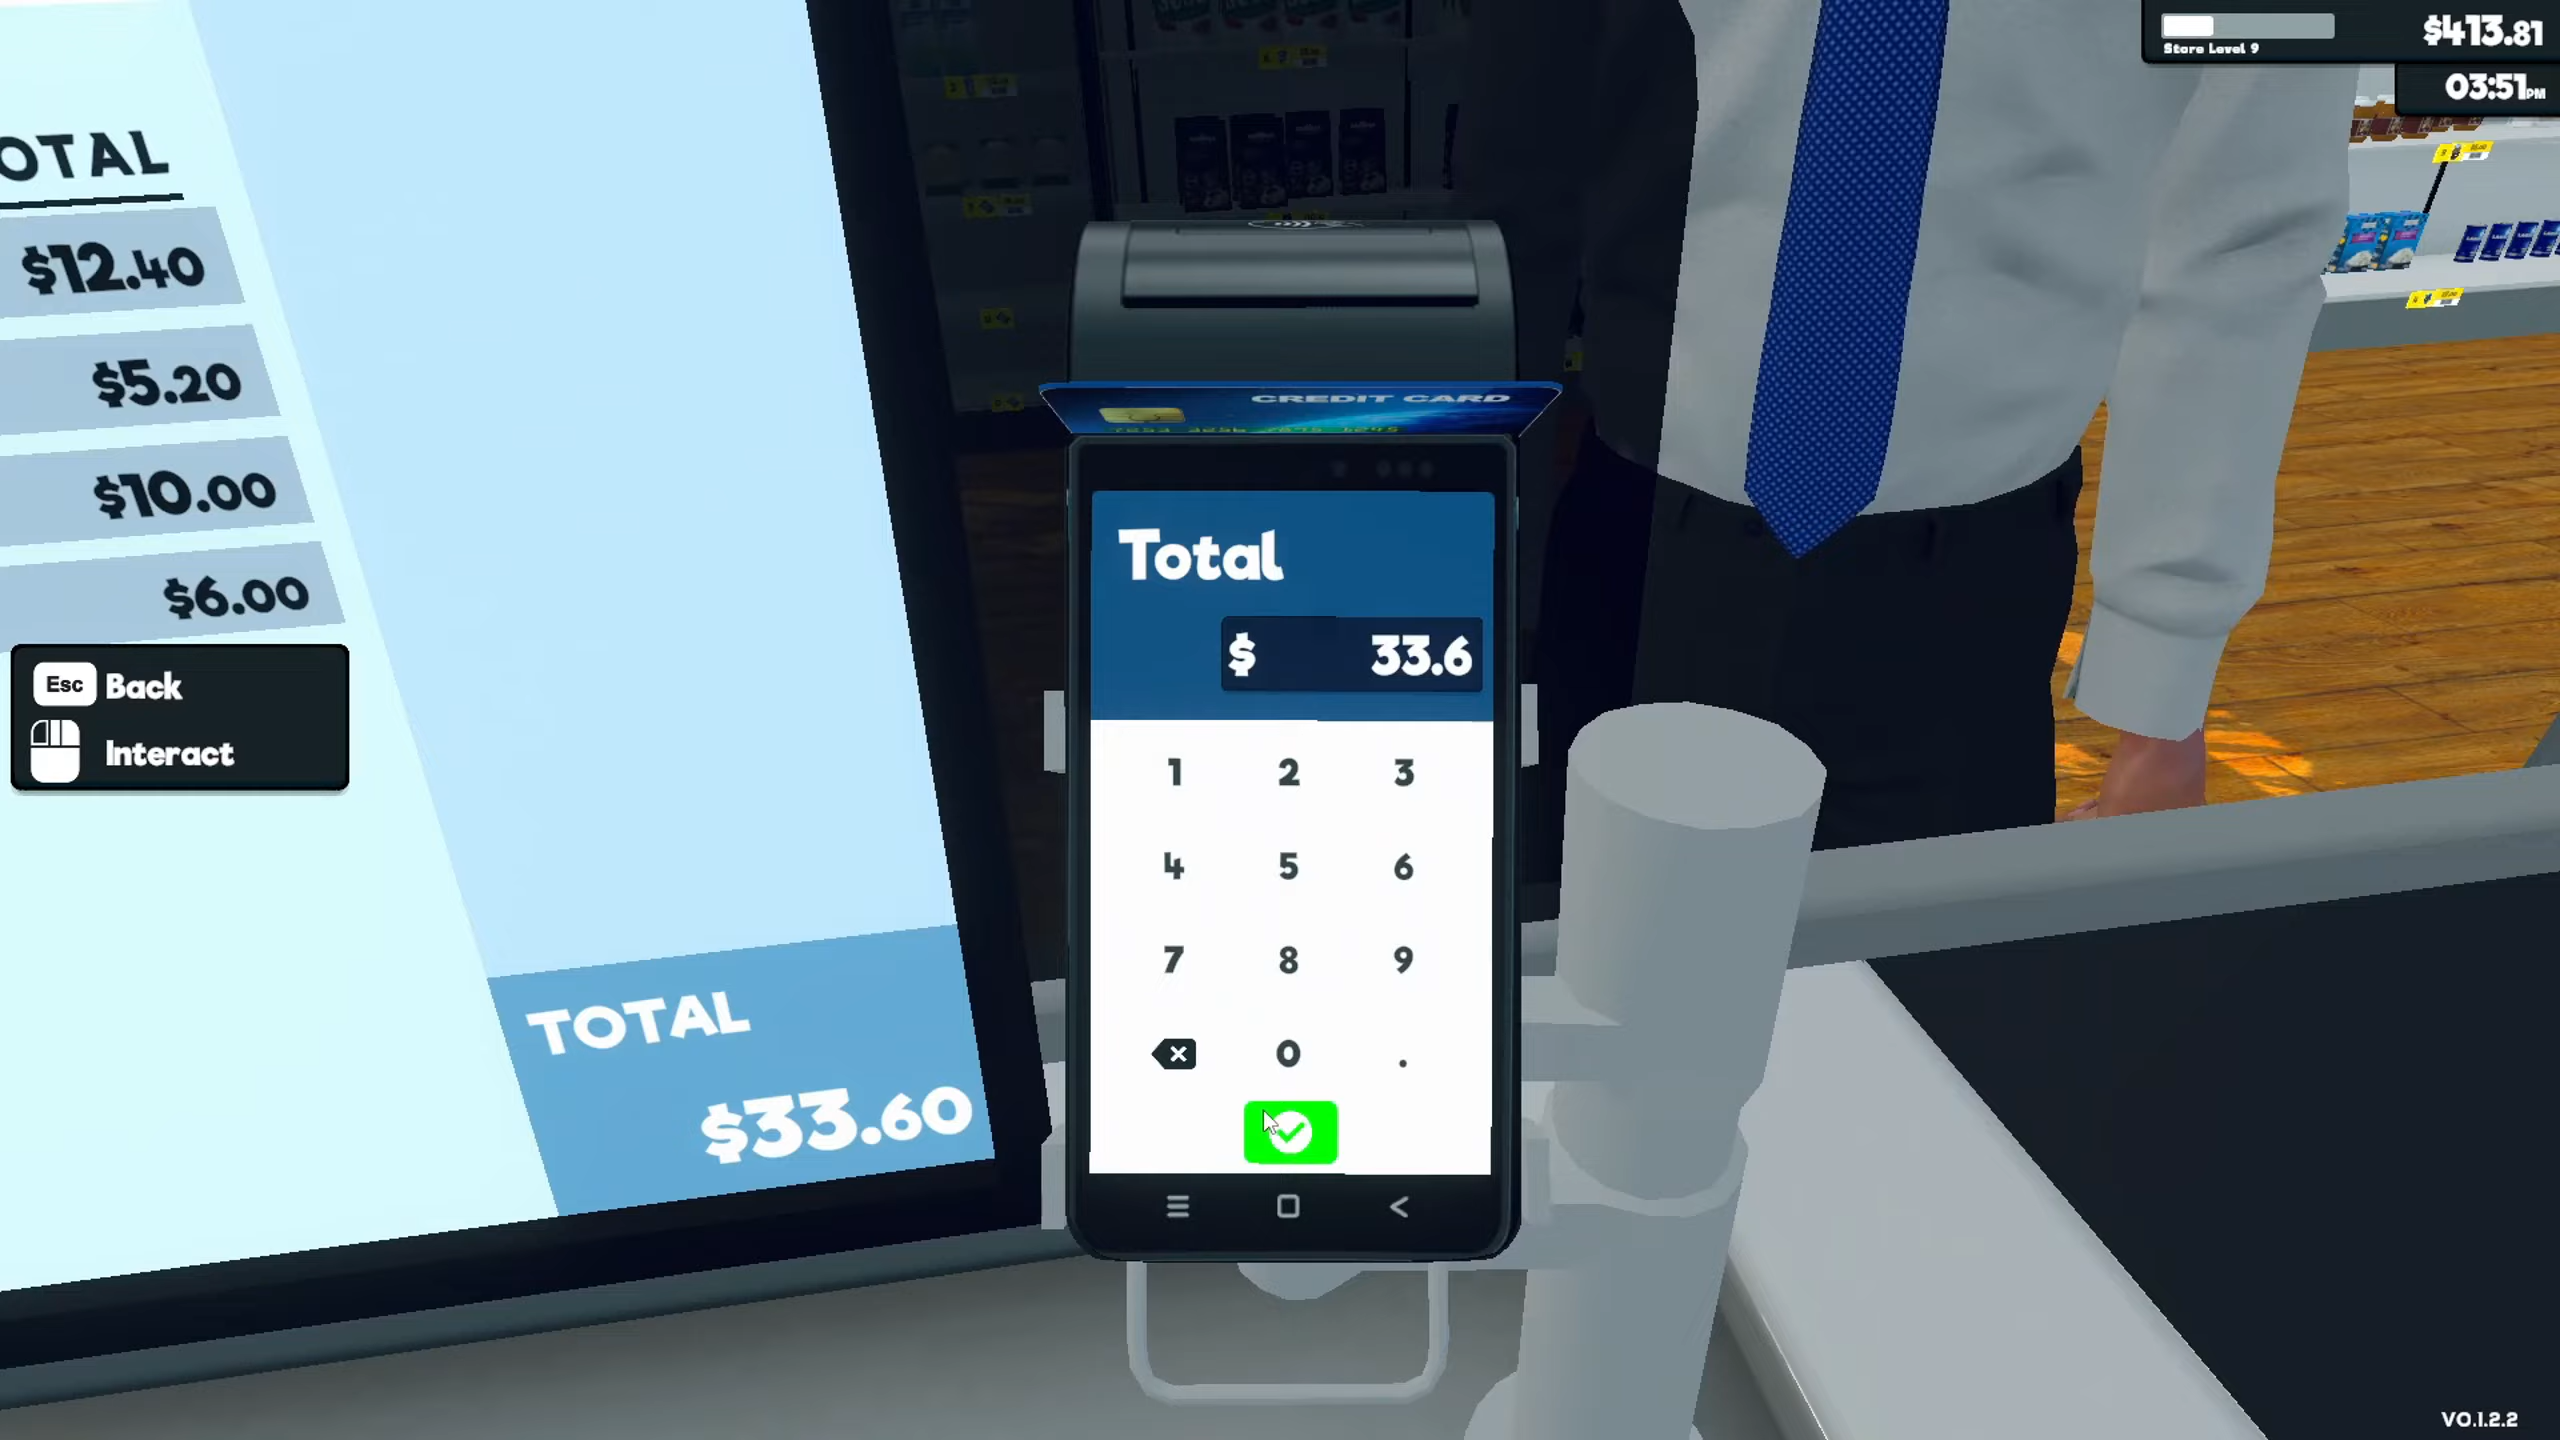 OTAL
$12.40
$5.20
$10.00
$6.00
Esc Back
Interact
TOTAL
$33.60
CREDIT CARD
Total
$ 33.6
1 2 3
4 5 6
7 8 9
0 .
$413.81
Store Level 9
03:51PM
V0.1.2.2